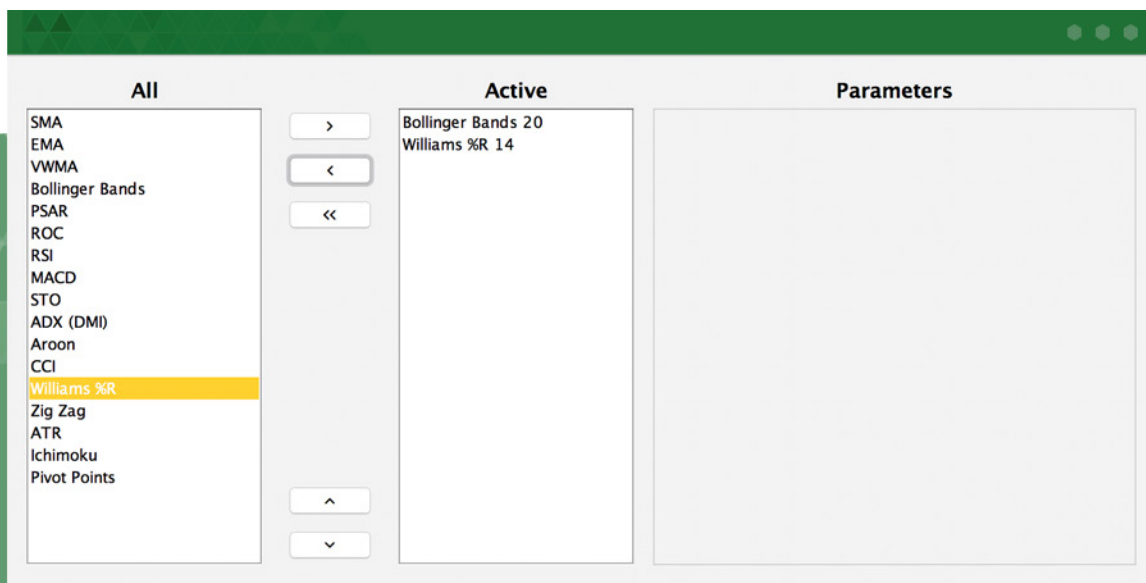 All
SMA
EMA
VWMA
Bollinger Bands
PSAR
ROC
RSI
MACD
STO
ADX (DMI)
Aroon
CCI
Williams %R
Zig Zag
ATR
Ichimoku
Pivot Points
>
<
<<
^
v
Active
Bollinger Bands 20
Williams %R 14
Parameters